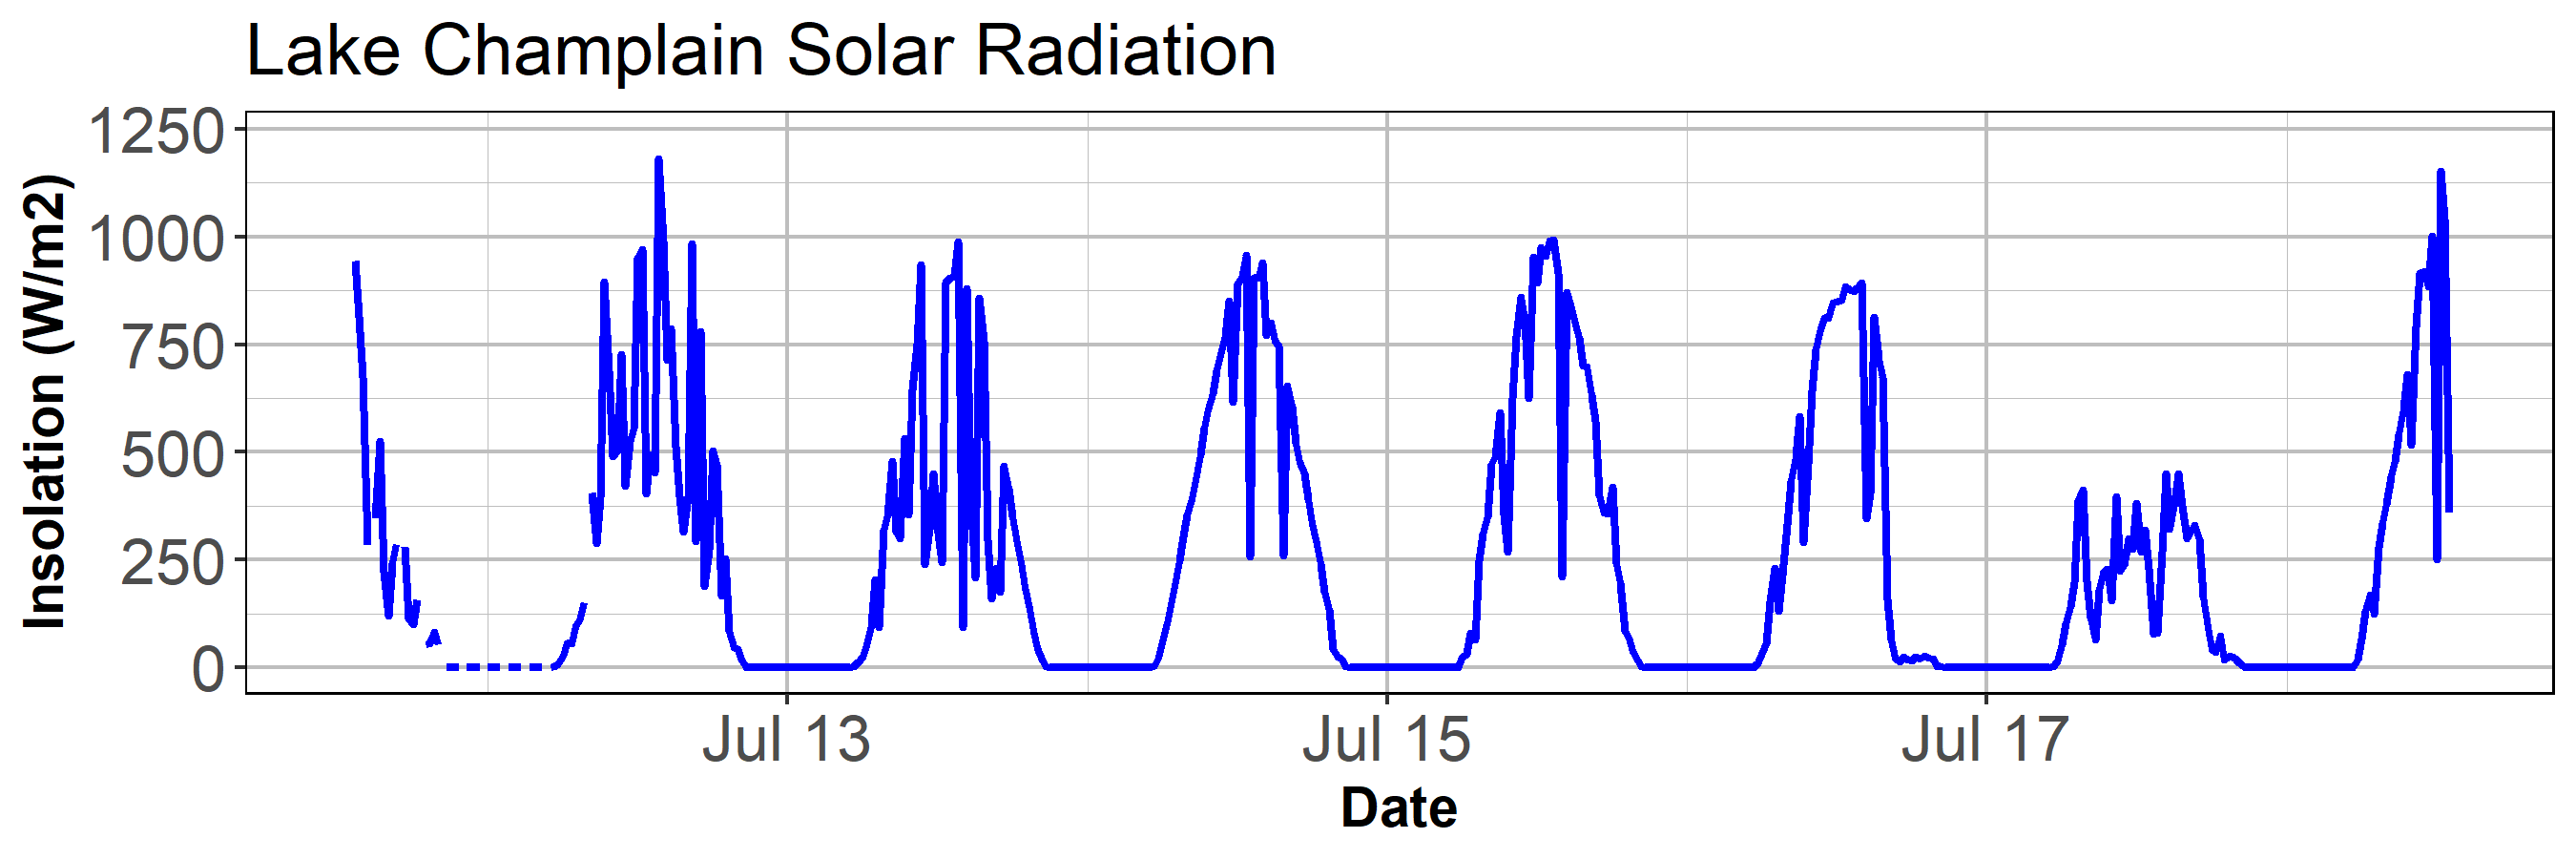 Lake Champlain Solar Radiation
Insolation (W/m2)
1250
1000
750
500
250
0
Jul 13
Jul 15
Jul 17
Date